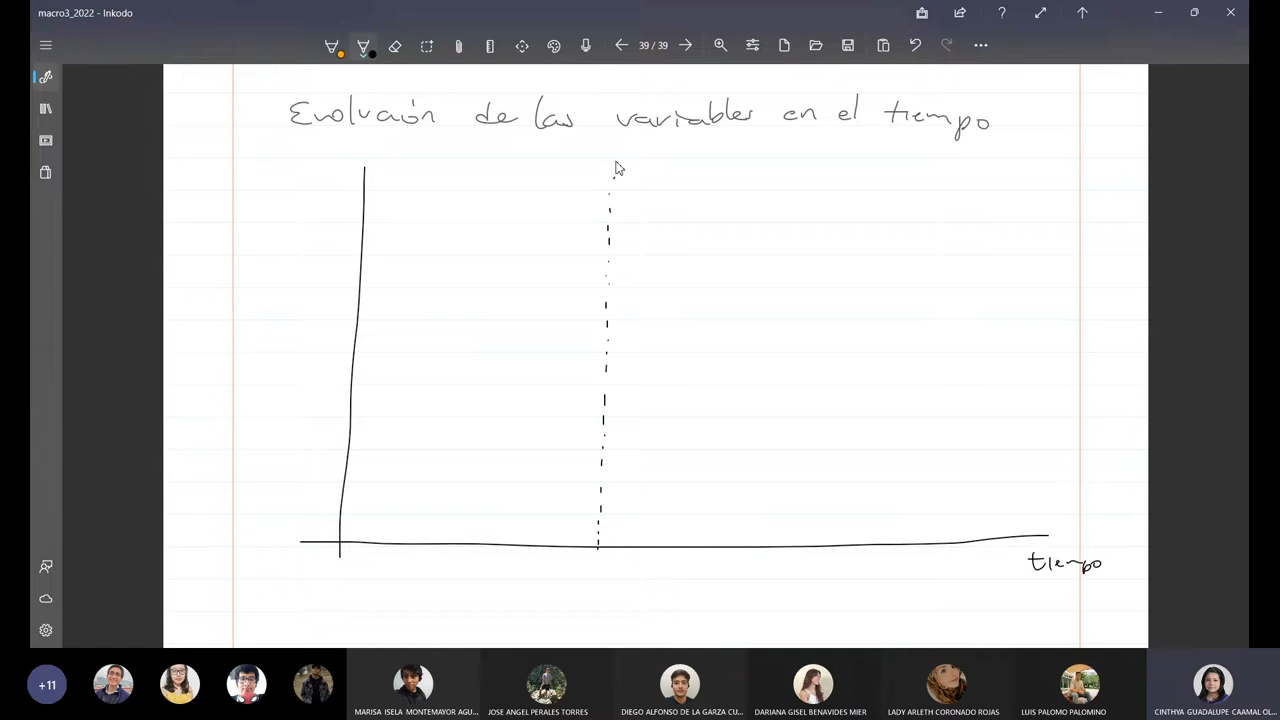 macro3_2022 - Inkodo
39 / 39
Evolución de las variables en el tiempo
tiempo
+11
MARISA ISELA MONTEMAYOR AGU...
JOSE ANGEL PERALES TORRES
DIEGO ALFONSO DE LA GARZA CU...
DARIANA GISEL BENAVIDES MIER
LADY ARLETH CORONADO ROJAS
LUIS PALOMO PALOMINO
CINTHYA GUADALUPE CAAMAL OL...